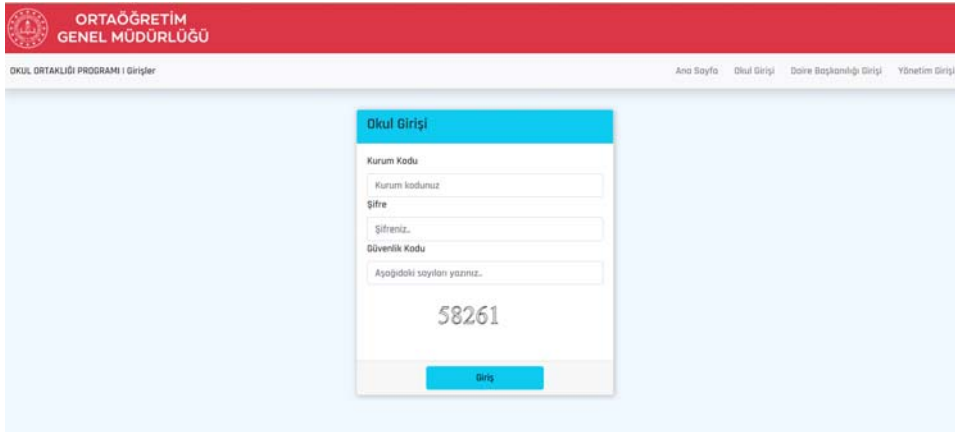 ORTAÖĞRETİM
GENEL MÜDÜRLÜĞÜ
OKUL ORTAKLIĞI PROGRAMI | Girişler
Ana Sayfa Okul Girişi Daire Başkanlığı Girişi Yönetim Girişi
Okul Girişi
Kurum Kodu
Kurum kodunuz
Şifre
Şifreniz..
Güvenlik Kodu
Aşağıdaki sayıları yazınız..
58261
Giriş